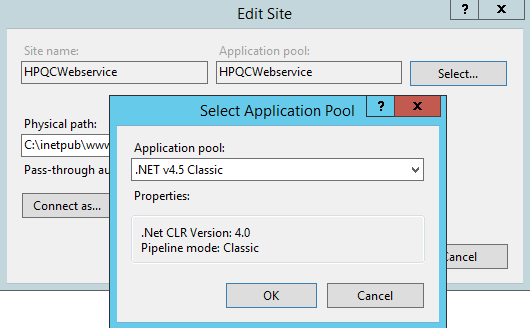 Edit Site
?
X
Site name:
Application pool:
HPQCWebservice
HPQCWebservice
Select...
Select Application Pool
?
X
Physical path:
C:\inetpub\www
Application pool:
.NET v4.5 Classic
Pass-through au
Properties:
Connect as...
.Net CLR Version: 4.0
Pipeline mode: Classic
ancel
OK
Cancel